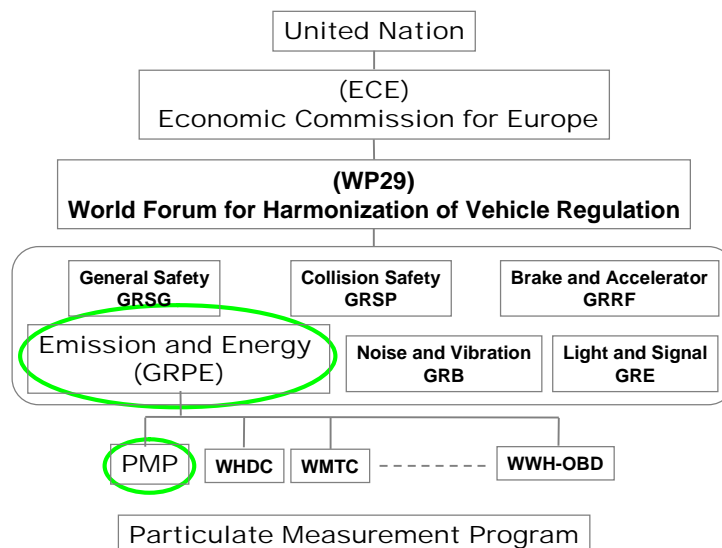 United Nation
(ECE)
Economic Commission for Europe
(WP29)
World Forum for Harmonization of Vehicle Regulation
General Safety
GRSG
Collision Safety
GRSP
Brake and Accelerator
GRRF
Emission and Energy
(GRPE)
Noise and Vibration
GRB
Light and Signal
GRE
PMP
WHDC
WMTC
WWH-OBD
Particulate Measurement Program